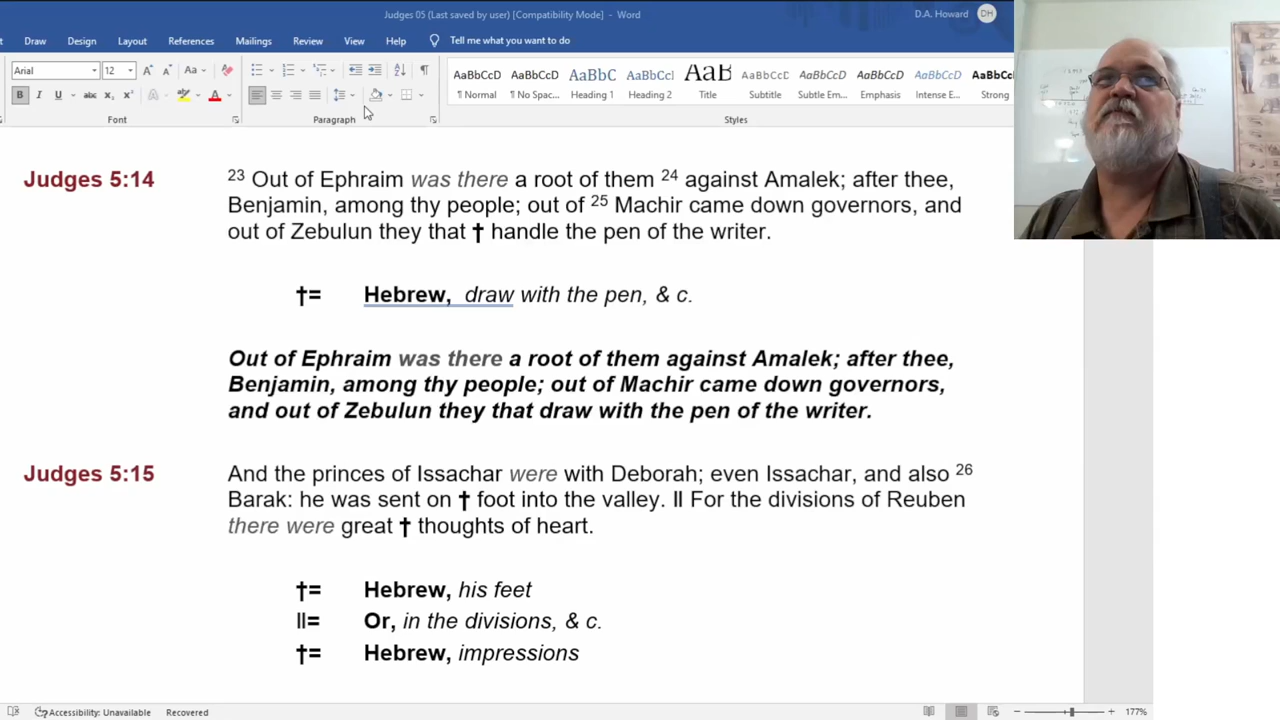 Judges 05 (Last saved by user) [Compatibility Mode] - Word
D.A. Howard DH
t Draw Design Layout References Mailings Review View Help Tell me what you want to do
Arial 12 A A Aa
B I U abc x₂ x² A A
AaBbCcD AaBbCcD AaBbC AaBbCcl AaB AaBbCcD AaBbCcD AaBbCcD AaBbCcD AaBbCc
¶ Normal ¶ No Spac... Heading 1 Heading 2 Title Subtitle Subtle Em... Emphasis Intense E... Strong
Font Paragraph Styles
Judges 5:14 ²³ Out of Ephraim was there a root of them ²⁴ against Amalek; after thee,
Benjamin, among thy people; out of ²⁵ Machir came down governors, and
out of Zebulun they that † handle the pen of the writer.
†= Hebrew, draw with the pen, & c.
Out of Ephraim was there a root of them against Amalek; after thee,
Benjamin, among thy people; out of Machir came down governors,
and out of Zebulun they that draw with the pen of the writer.
Judges 5:15 And the princes of Issachar were with Deborah; even Issachar, and also ²⁶
Barak: he was sent on † foot into the valley. ǁ For the divisions of Reuben
there were great † thoughts of heart.
†= Hebrew, his feet
ǁ= Or, in the divisions, & c.
†= Hebrew, impressions
Accessibility: Unavailable Recovered 177%